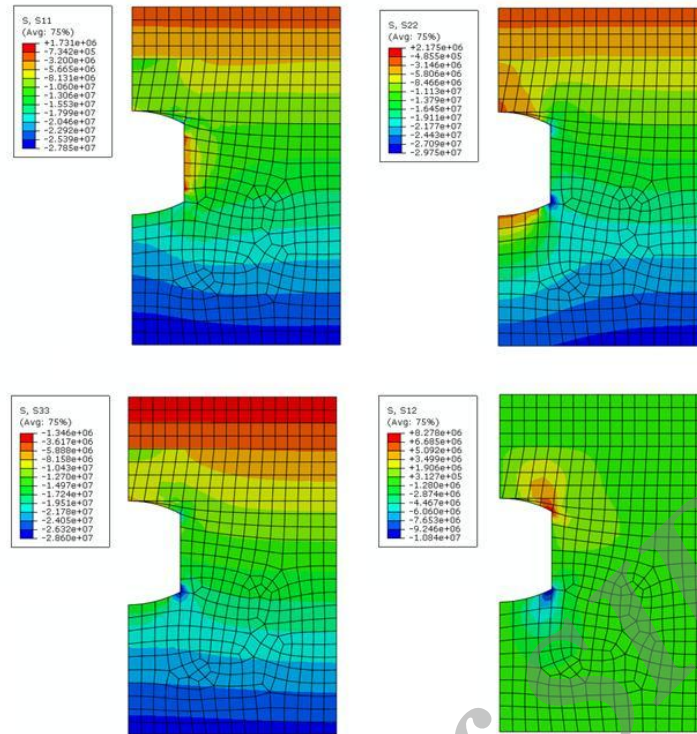 S, S11
(Avg: 75%)
+1.731e+06
-7.342e+05
-3.200e+06
-5.665e+06
-8.131e+06
-1.060e+07
-1.306e+07
-1.553e+07
-1.799e+07
-2.046e+07
-2.292e+07
-2.539e+07
-2.785e+07
S, S22
(Avg: 75%)
+2.175e+06
-4.855e+05
-3.146e+06
-5.806e+06
-8.466e+06
-1.113e+07
-1.379e+07
-1.645e+07
-1.911e+07
-2.177e+07
-2.443e+07
-2.709e+07
-2.975e+07
S, S33
(Avg: 75%)
-1.346e+06
-3.617e+06
-5.888e+06
-8.158e+06
-1.043e+07
-1.270e+07
-1.497e+07
-1.724e+07
-1.951e+07
-2.178e+07
-2.405e+07
-2.632e+07
-2.860e+07
S, S12
(Avg: 75%)
+8.278e+06
+6.685e+06
+5.092e+06
+3.499e+06
+1.906e+06
+3.127e+05
-1.280e+06
-2.874e+06
-4.467e+06
-6.060e+06
-7.653e+06
-9.246e+06
-1.084e+07